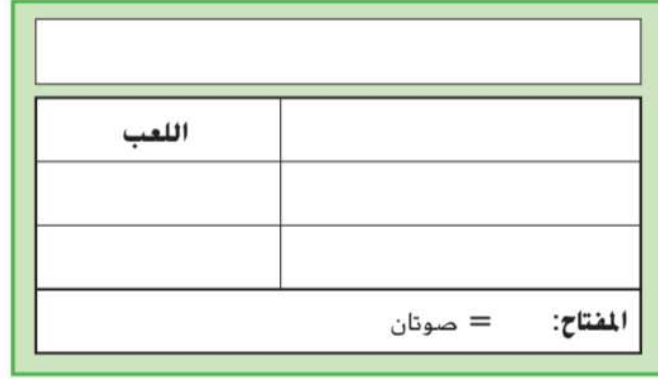 اللعب
المفتاح: = صوتان